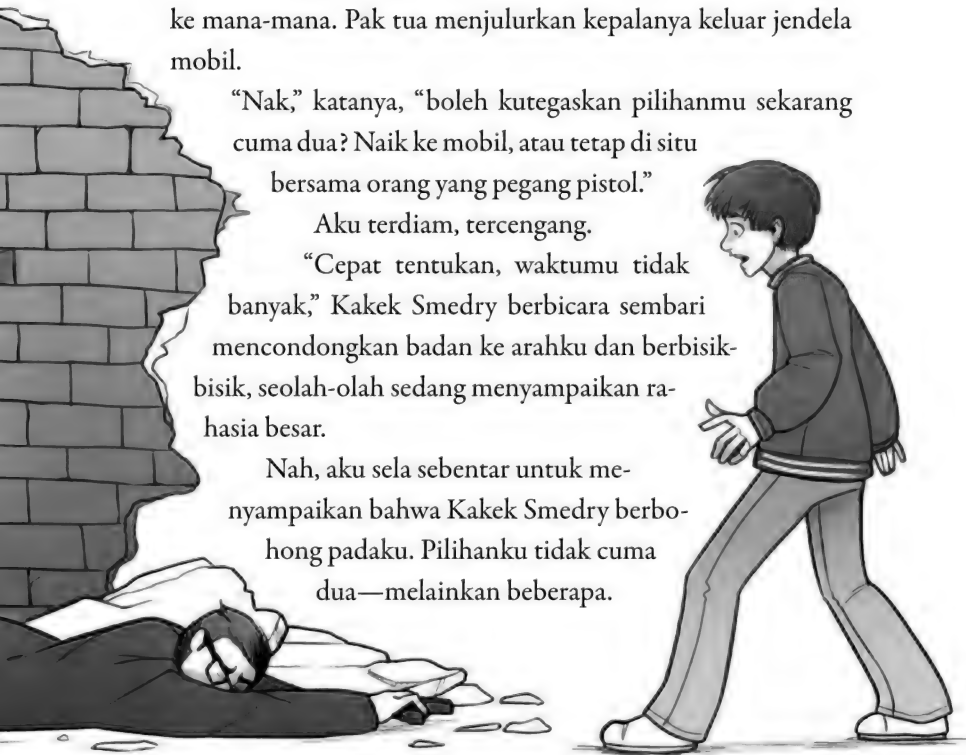 ke mana-mana. Pak tua menjulurkan kepalanya keluar jendela
mobil.
“Nak,” katanya, “boleh kutegaskan pilihanmu sekarang
cuma dua? Naik ke mobil, atau tetap di situ
bersama orang yang pegang pistol.”
Aku terdiam, tercengang.
“Cepat tentukan, waktumu tidak
banyak,” Kakek Smedry berbicara sembari
mencondongkan badan ke arahku dan berbisik-
bisik, seolah-olah sedang menyampaikan ra-
hasia besar.
Nah, aku sela sebentar untuk me-
nyampaikan bahwa Kakek Smedry berbo-
hong padaku. Pilihanku tidak cuma
dua—melainkan beberapa.